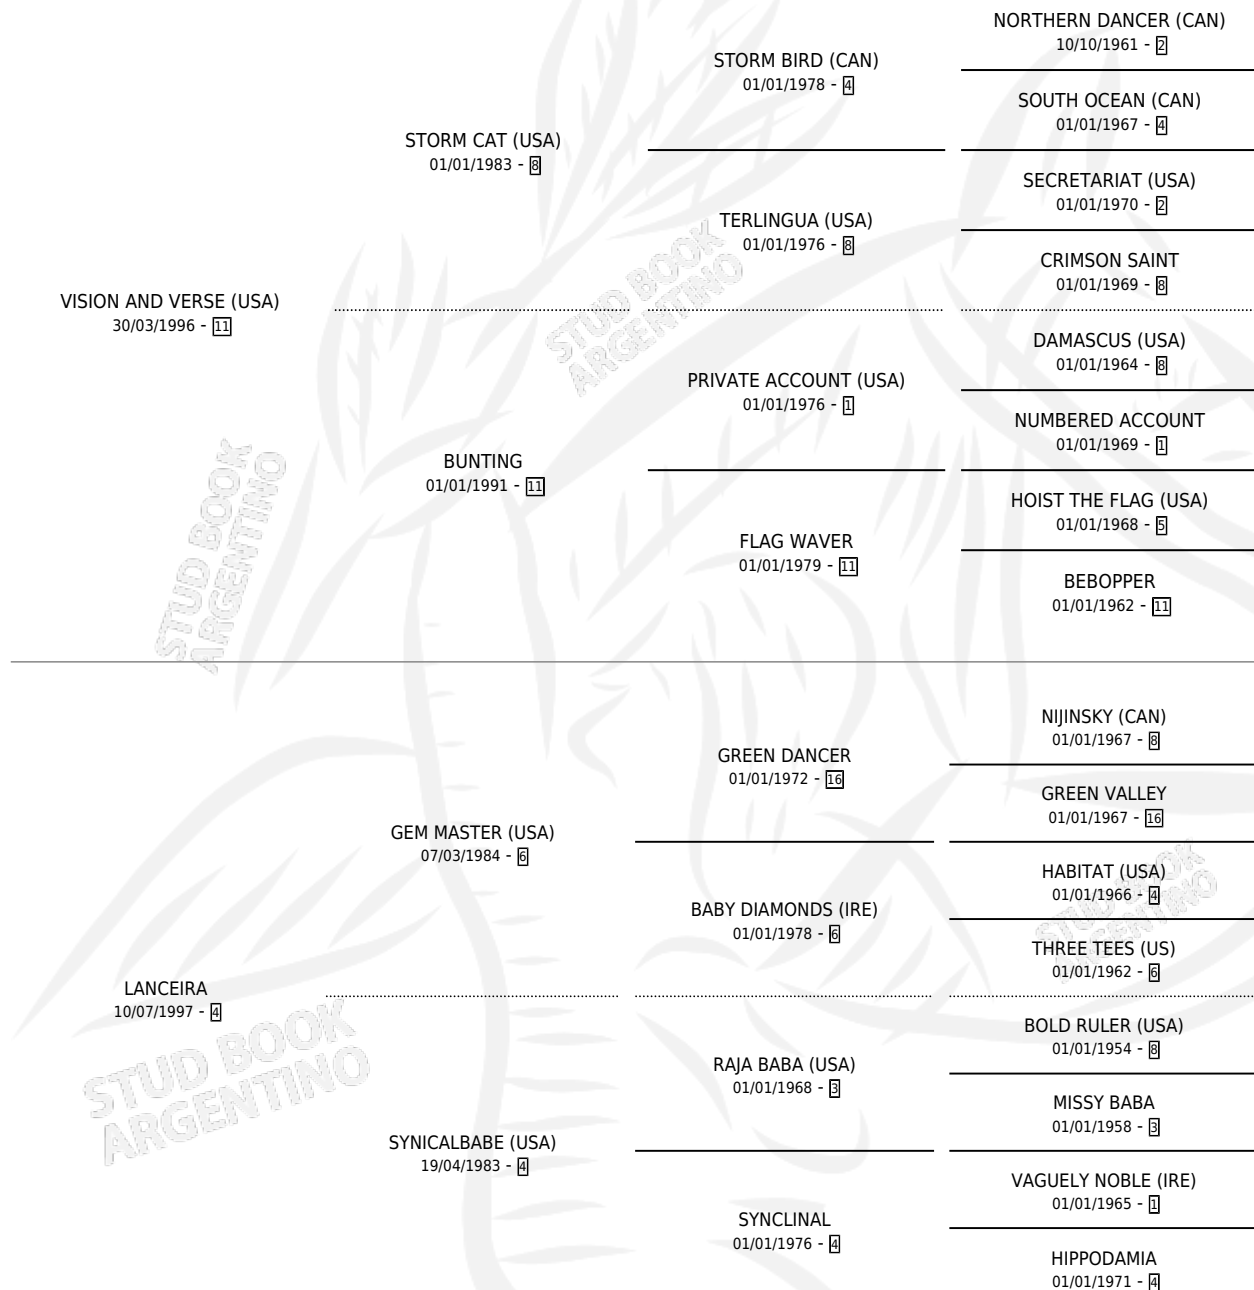 NORTHERN DANCER (CAN)
10/10/1961 - 2
STORM BIRD (CAN)
01/01/1978 - 4
SOUTH OCEAN (CAN)
01/01/1967 - 4
STORM CAT (USA)
01/01/1983 - 8
SECRETARIAT (USA)
01/01/1970 - 2
TERLINGUA (USA)
01/01/1976 - 8
CRIMSON SAINT
01/01/1969 - 8
VISION AND VERSE (USA)
30/03/1996 - 11
DAMASCUS (USA)
01/01/1964 - 8
PRIVATE ACCOUNT (USA)
01/01/1976 - 1
NUMBERED ACCOUNT
01/01/1969 - 1
BUNTING
01/01/1991 - 11
HOIST THE FLAG (USA)
01/01/1968 - 5
FLAG WAVER
01/01/1979 - 11
BEBOPPER
01/01/1962 - 11
NIJINSKY (CAN)
01/01/1967 - 8
GREEN DANCER
01/01/1972 - 16
GREEN VALLEY
01/01/1967 - 16
GEM MASTER (USA)
07/03/1984 - 6
HABITAT (USA)
01/01/1966 - 4
BABY DIAMONDS (IRE)
01/01/1978 - 6
THREE TEES (US)
01/01/1962 - 6
LANCEIRA
10/07/1997 - 4
BOLD RULER (USA)
01/01/1954 - 8
RAJA BABA (USA)
01/01/1968 - 3
MISSY BABA
01/01/1958 - 3
SYNICALBABE (USA)
19/04/1983 - 4
VAGUELY NOBLE (IRE)
01/01/1965 - 1
SYNCLINAL
01/01/1976 - 4
HIPPODAMIA
01/01/1971 - 4
STUD BOOK
ARGENTINO
STUD BOOK
ARGENTINO
STUD BOOK
ARGENTINO
STUD BOOK
ARGENTINO